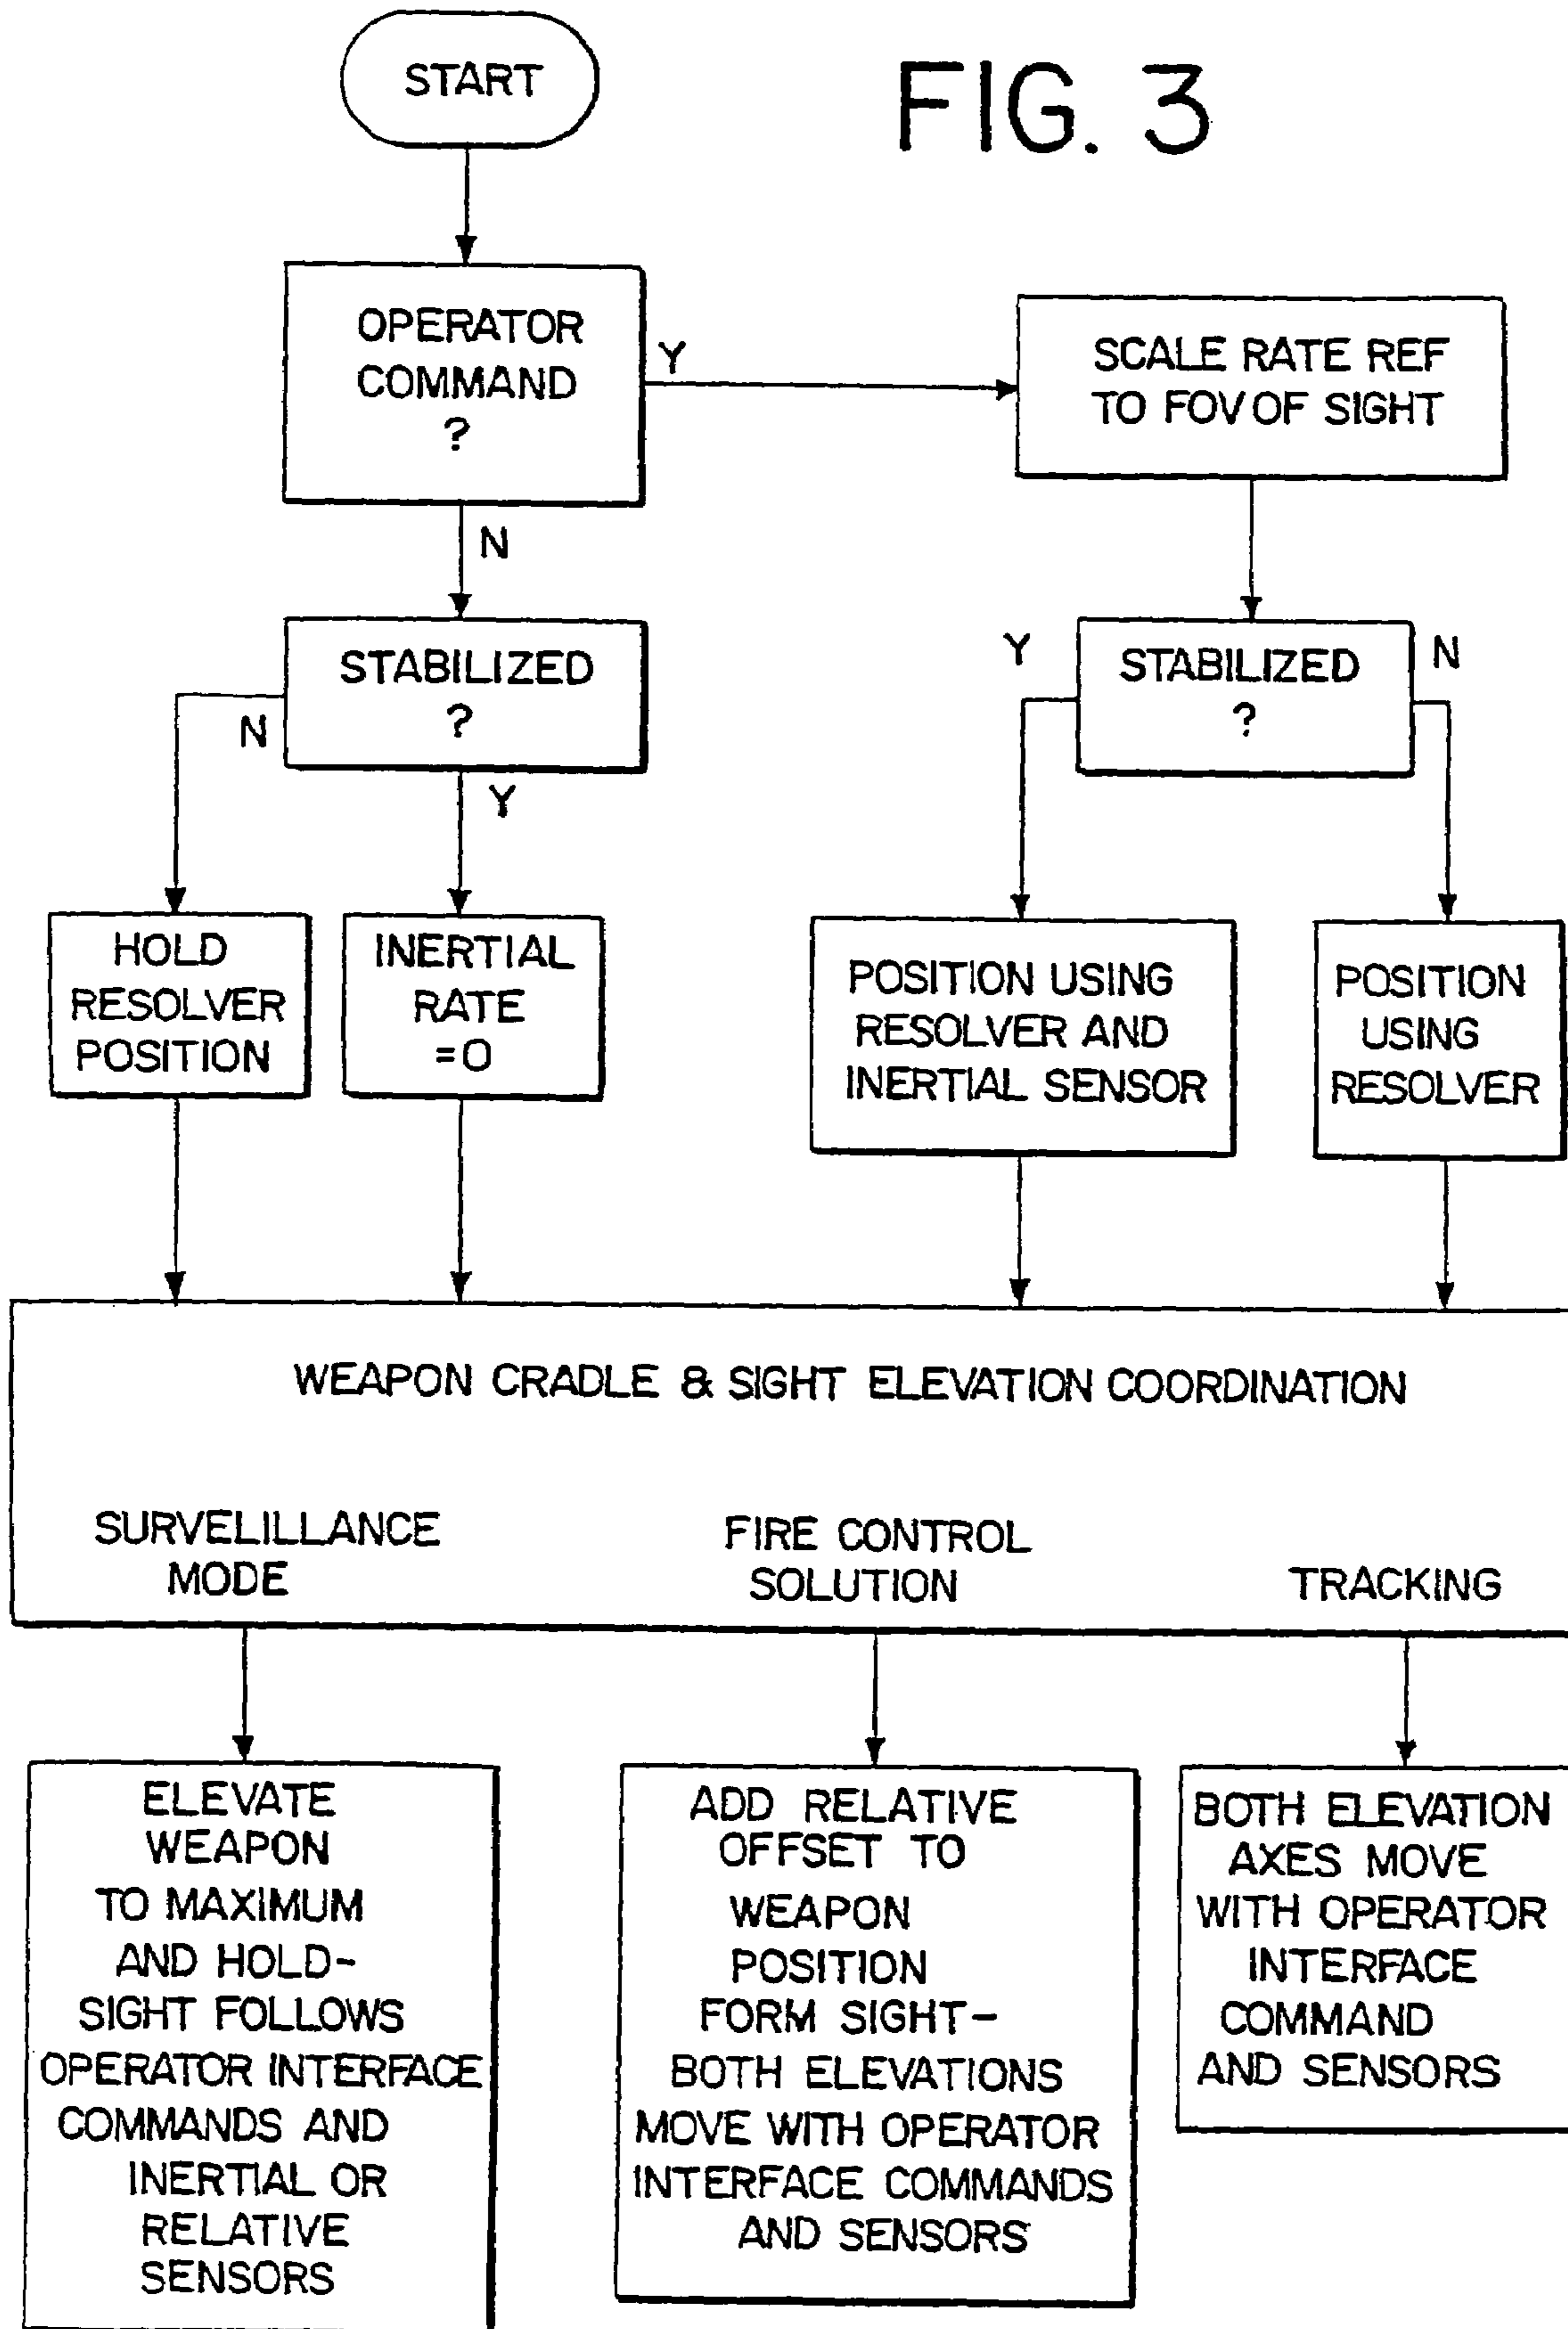 START
FIG. 3
OPERATOR
COMMAND
?
Y
SCALE RATE REF
TO FOV OF SIGHT
N
STABILIZED
?
N
Y
Y
STABILIZED
?
N
HOLD
RESOLVER
POSITION
INERTIAL
RATE
=0
POSITION USING
RESOLVER AND
INERTIAL SENSOR
POSITION
USING
RESOLVER
WEAPON CRADLE & SIGHT ELEVATION COORDINATION
SURVELILLANCE
MODE
FIRE CONTROL
SOLUTION
TRACKING
ELEVATE
WEAPON
TO MAXIMUM
AND HOLD-
SIGHT FOLLOWS
OPERATOR INTERFACE
COMMANDS AND
INERTIAL OR
RELATIVE
SENSORS
ADD RELATIVE
OFFSET TO
WEAPON
POSITION
FORM SIGHT-
BOTH ELEVATIONS
MOVE WITH OPERATOR
INTERFACE COMMANDS
AND SENSORS
BOTH ELEVATION
AXES MOVE
WITH OPERATOR
INTERFACE
COMMAND
AND SENSORS